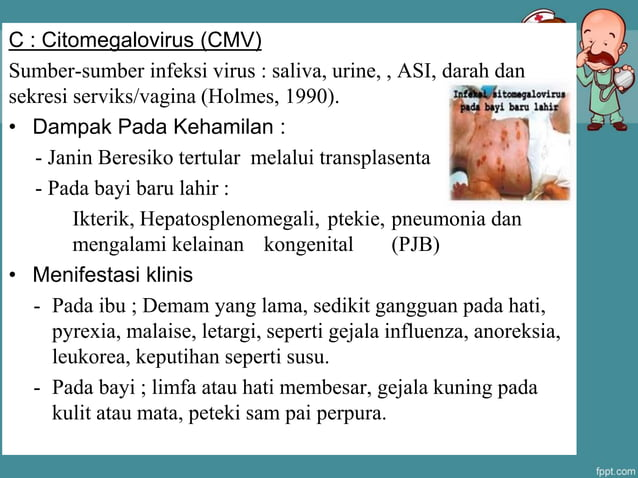 C : Citomegalovirus (CMV)
Sumber-sumber infeksi virus : saliva, urine, , ASI, darah dan
sekresi serviks/vagina (Holmes, 1990).
• Dampak Pada Kehamilan :
- Janin Beresiko tertular melalui transplasenta
- Pada bayi baru lahir :
Ikterik, Hepatosplenomegali, ptekie, pneumonia dan
mengalami kelainan kongenital (PJB)
Infeksi sitomegalovirus
pada bayi baru lahir
• Menifestasi klinis
- Pada ibu ; Demam yang lama, sedikit gangguan pada hati,
pyrexia, malaise, letargi, seperti gejala influenza, anoreksia,
leukorea, keputihan seperti susu.
- Pada bayi ; limfa atau hati membesar, gejala kuning pada
kulit atau mata, peteki sam pai perpura.
fppt.com